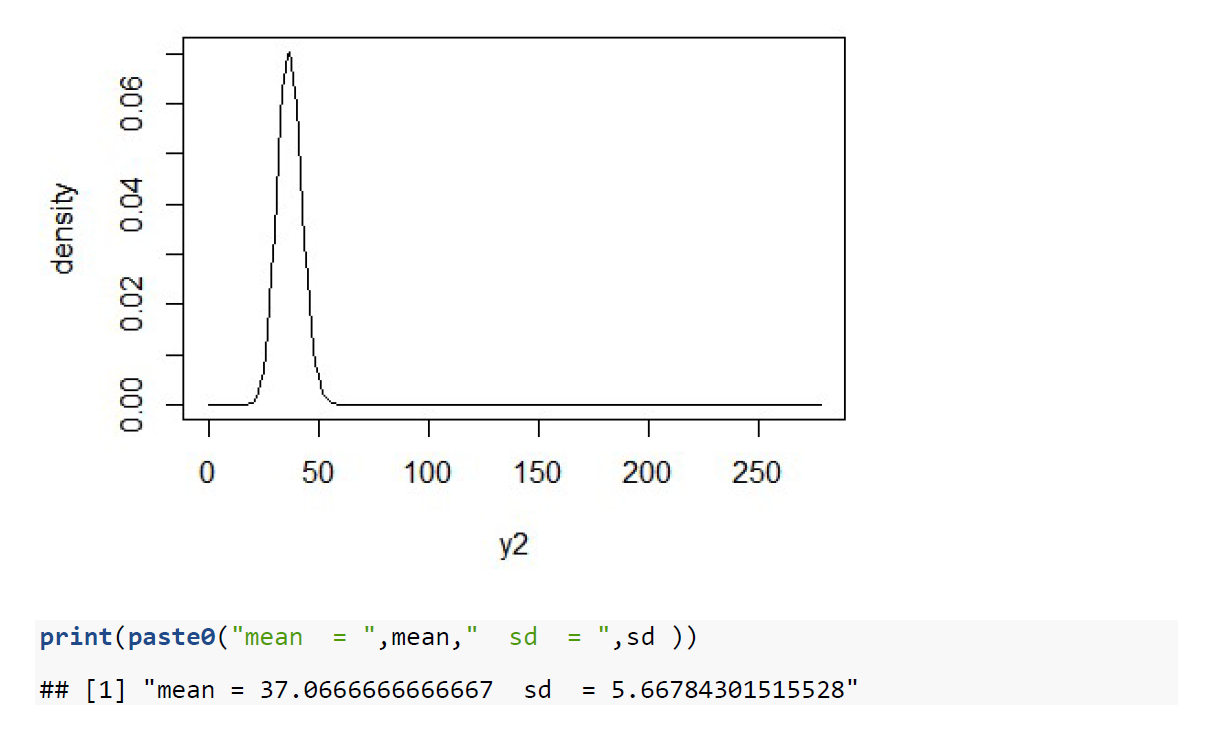 0.06
0.04
0.02
0.00
density
0 50 100 150 200 250
y2
print(paste0("mean  = ",mean,"  sd  = ",sd ))
## [1] "mean = 37.0666666666667  sd  = 5.66784301515528"